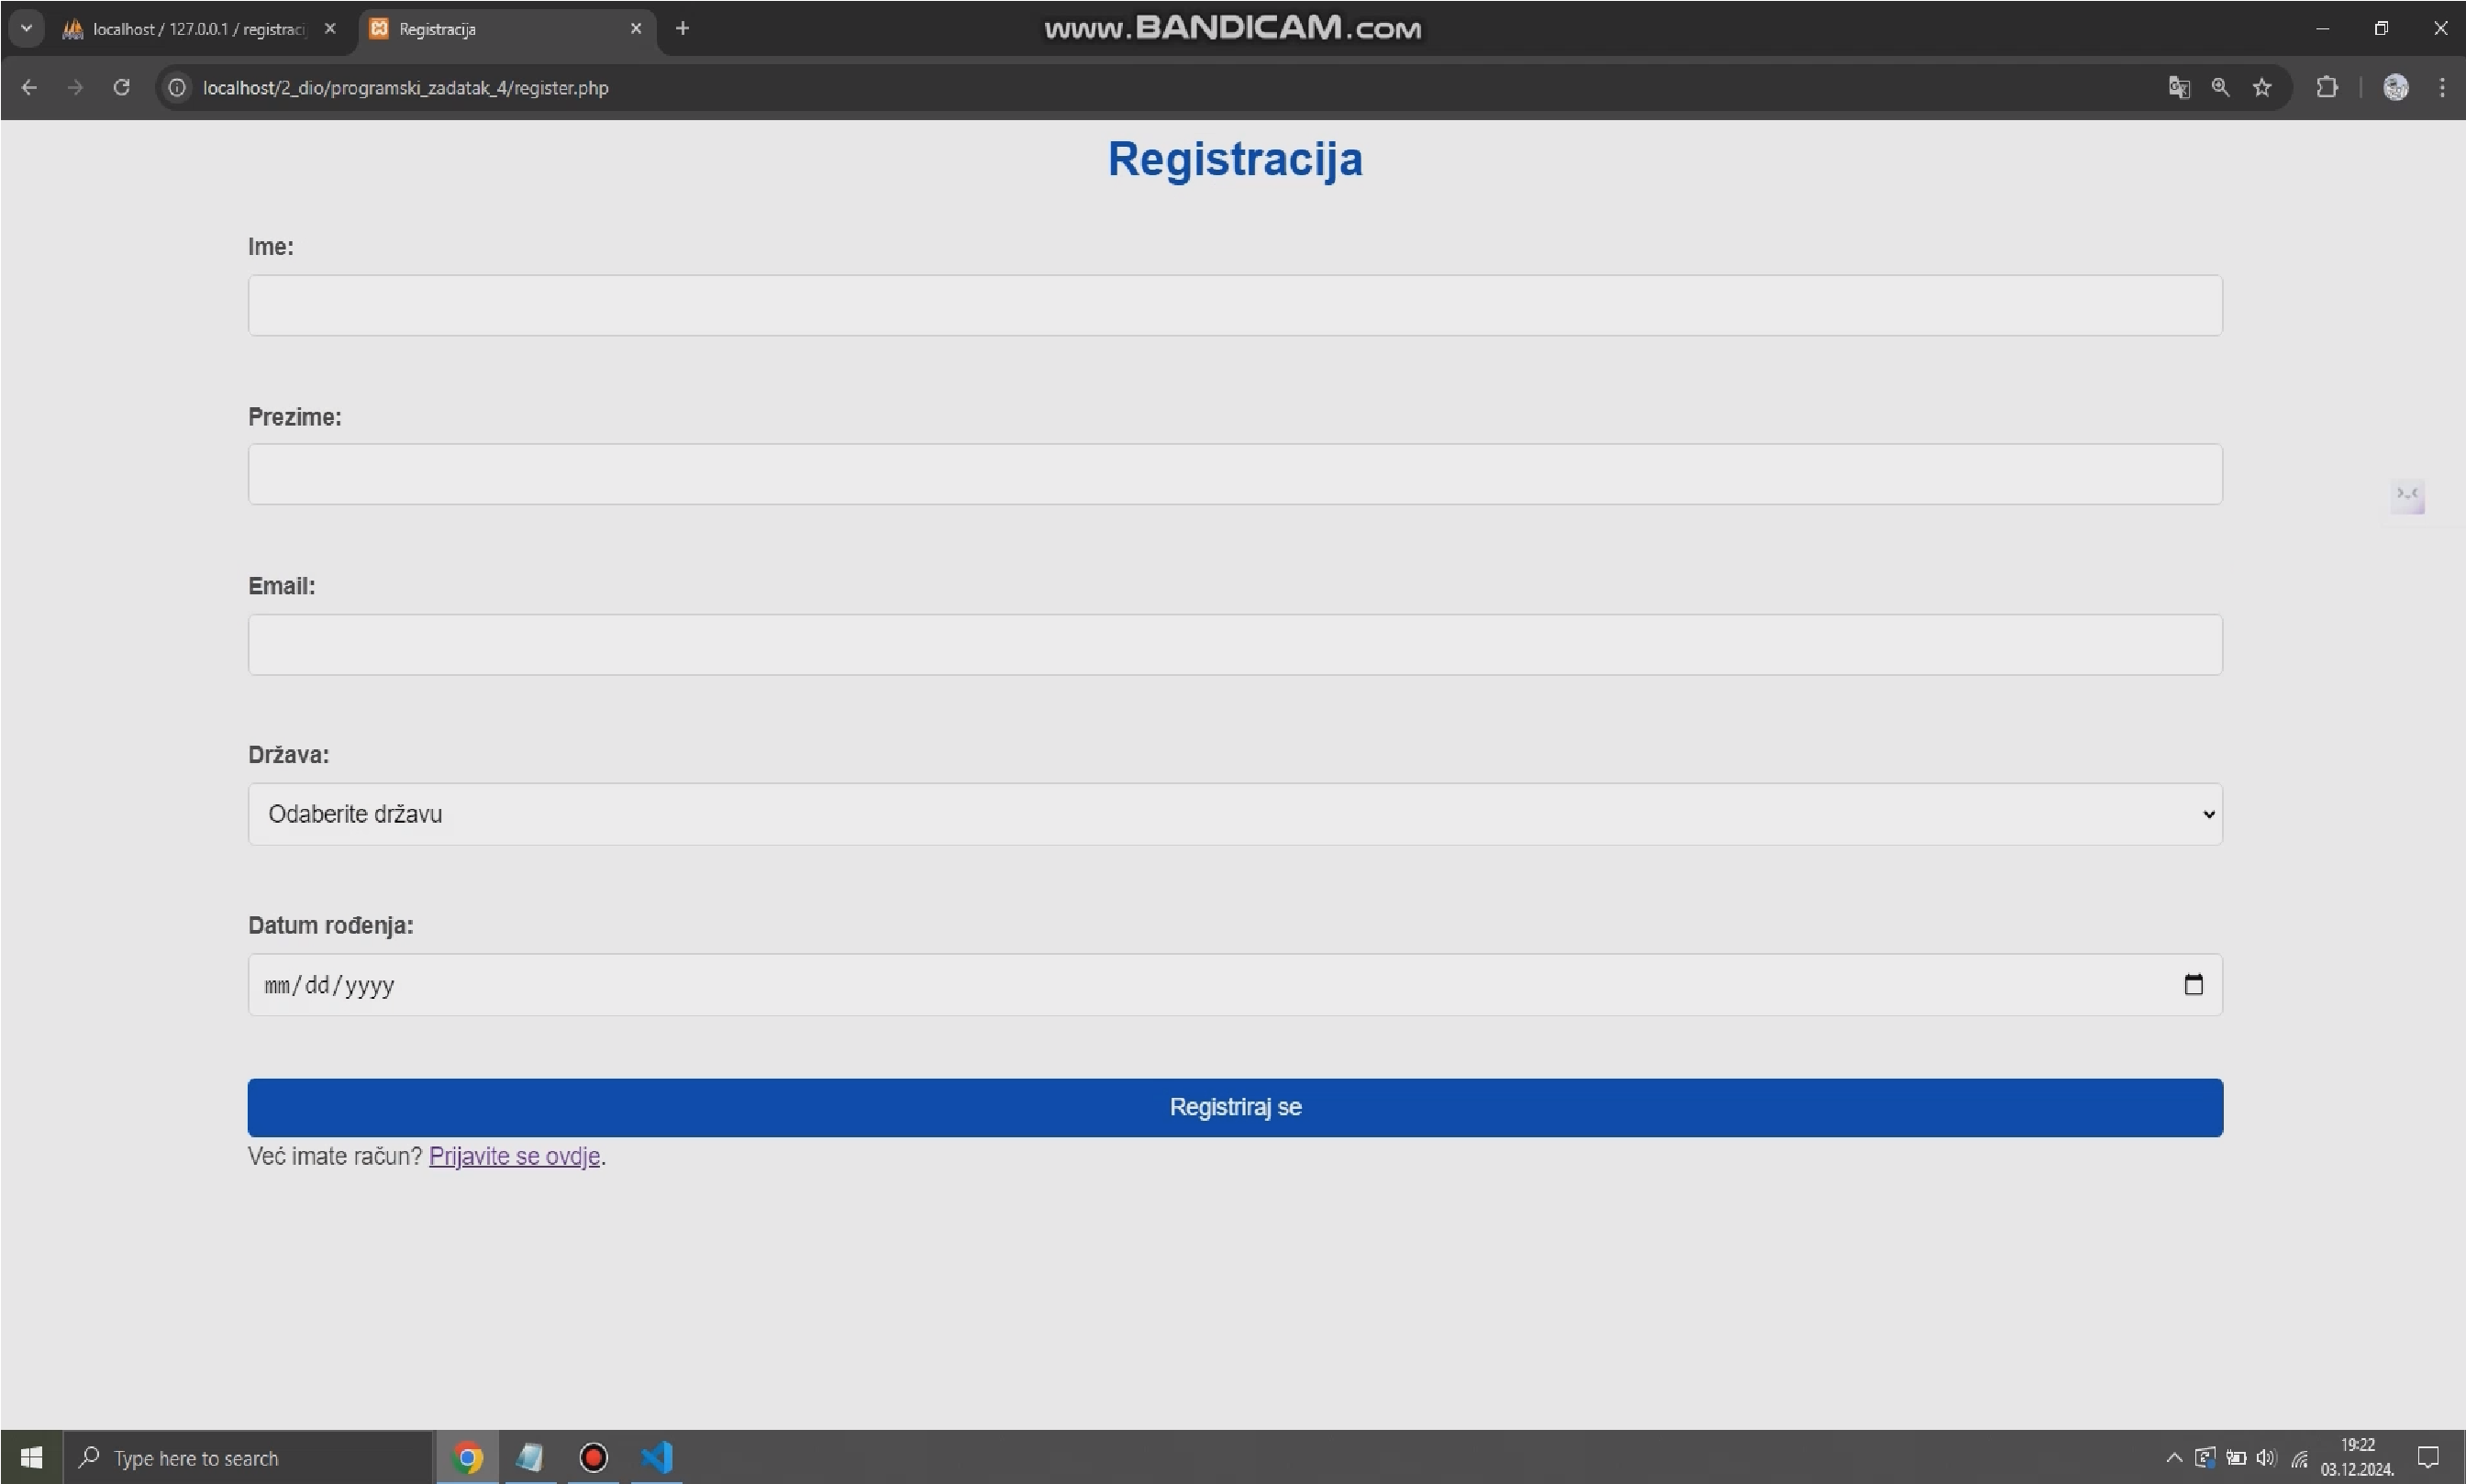 localhost / 127.0.0.1 / registracij
Registracija
www.BANDICAM.com
localhost/2_dio/programski_zadatak_4/register.php
Registracija
Ime:
Prezime:
Email:
Država:
Odaberite državu
Datum rođenja:
mm/dd/yyyy
Registriraj se
Već imate račun? Prijavite se ovdje.
Type here to search
19:22
03.12.2024.